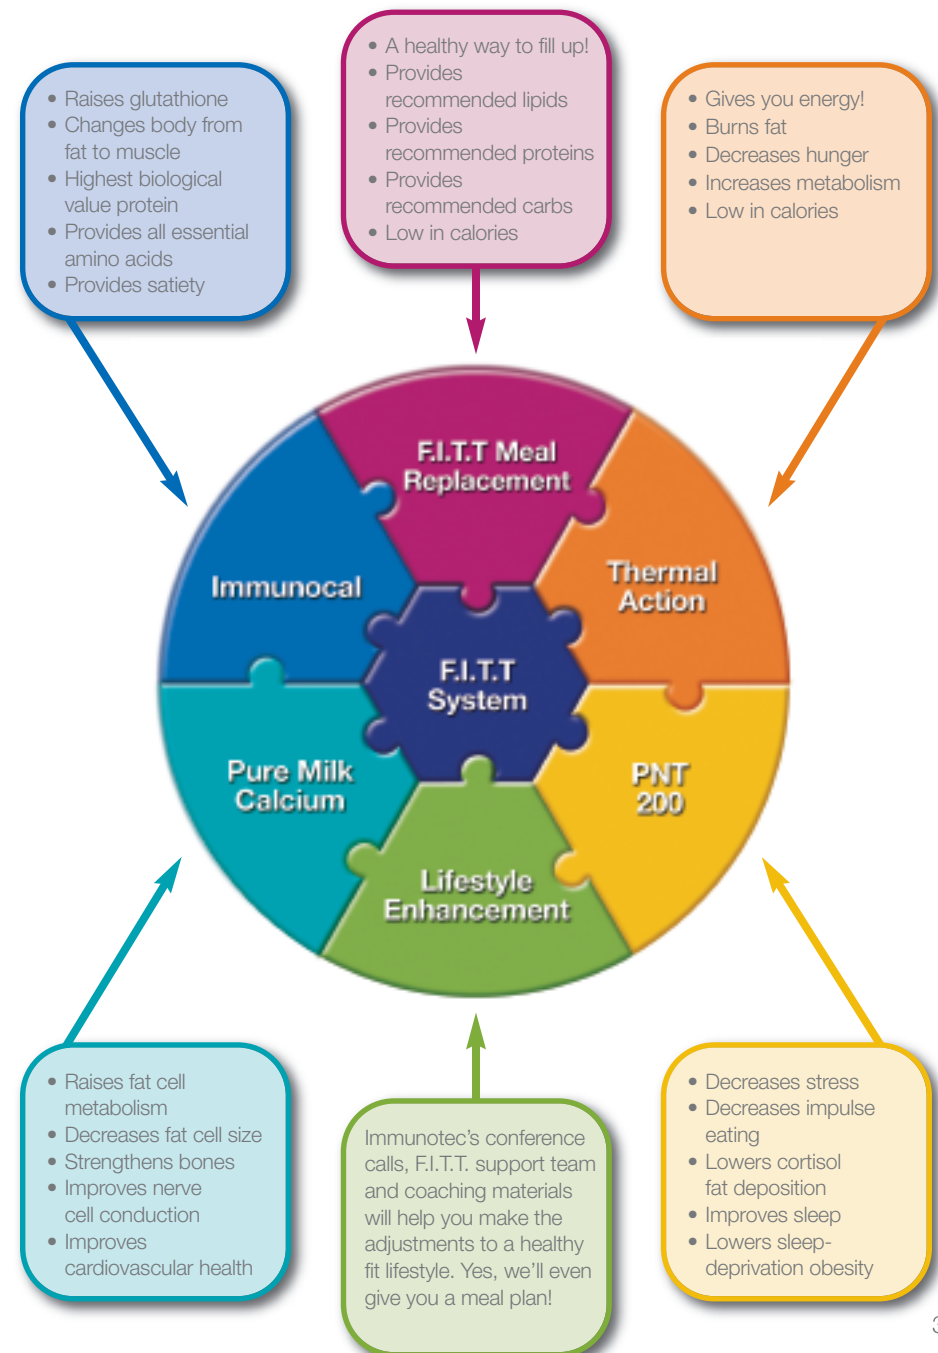 • Raises glutathione
• Changes body from
fat to muscle
• Highest biological
value protein
• Provides all essential
amino acids
• Provides satiety
• A healthy way to fill up!
• Provides
recommended lipids
• Provides
recommended proteins
• Provides
recommended carbs
• Low in calories
• Gives you energy!
• Burns fat
• Decreases hunger
• Increases metabolism
• Low in calories
F.I.T.T Meal
Replacement
Immunocal
Thermal
Action
F.I.T.T
System
Pure Milk
Calcium
PNT
200
Lifestyle
Enhancement
• Raises fat cell
metabolism
• Decreases fat cell size
• Strengthens bones
• Improves nerve
cell conduction
• Improves
cardiovascular health
Immunotec’s conference
calls, F.I.T.T. support team
and coaching materials
will help you make the
adjustments to a healthy
fit lifestyle. Yes, we’ll even
give you a meal plan!
• Decreases stress
• Decreases impulse
eating
• Lowers cortisol
fat deposition
• Improves sleep
• Lowers sleep-
deprivation obesity